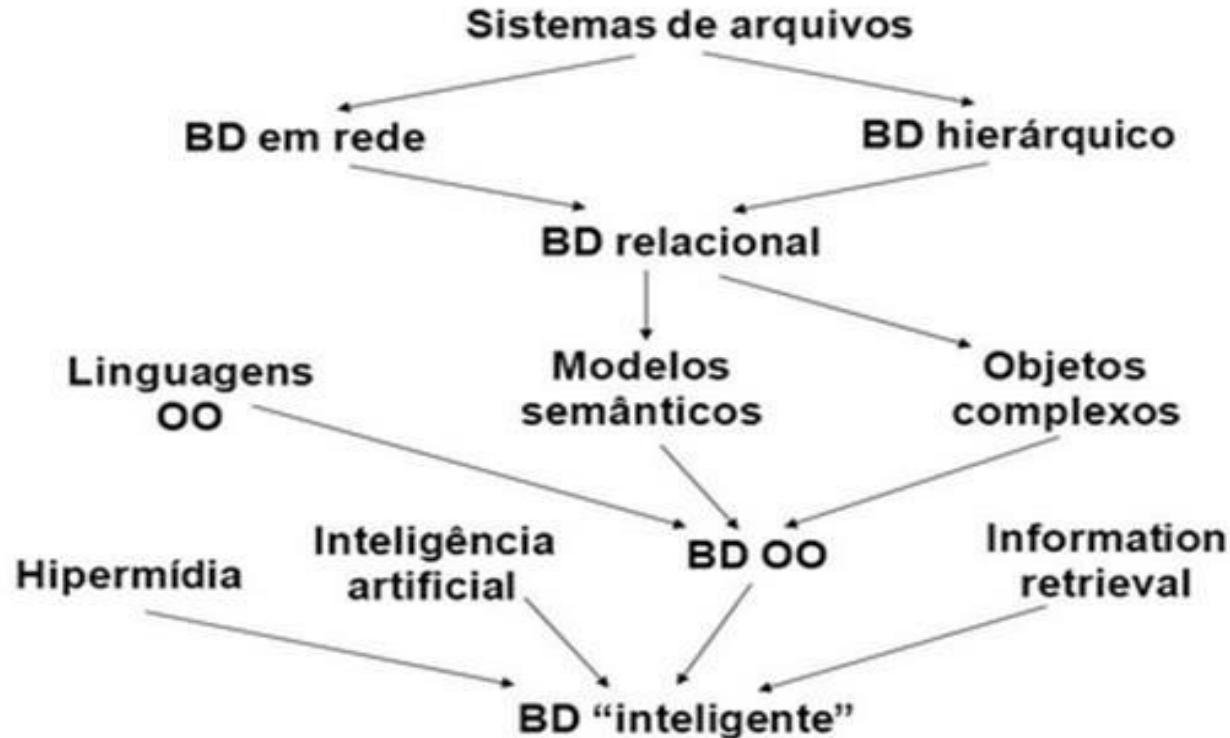 Sistemas de arquivos
BD em rede
BD hierárquico
BD relacional
Linguagens
OO
Modelos
semânticos
Objetos
complexos
Hipermídia
Inteligência
artificial
BD OO
Information
retrieval
BD “inteligente”